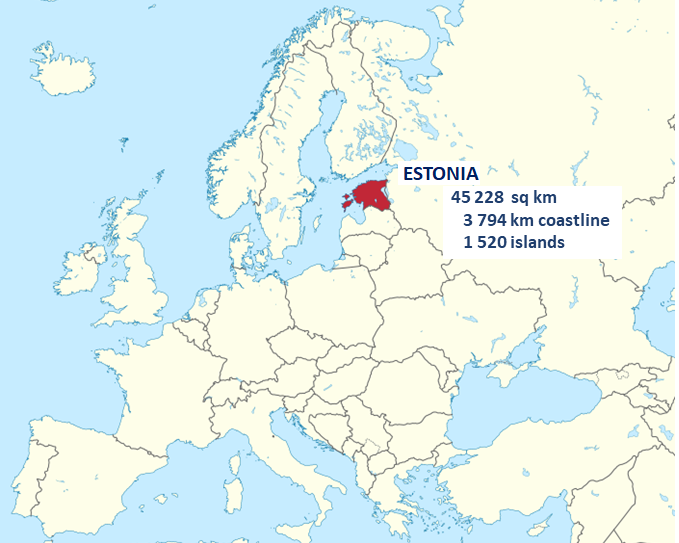 ESTONIA
45 228 sq km
3 794 km coastline
1 520 islands